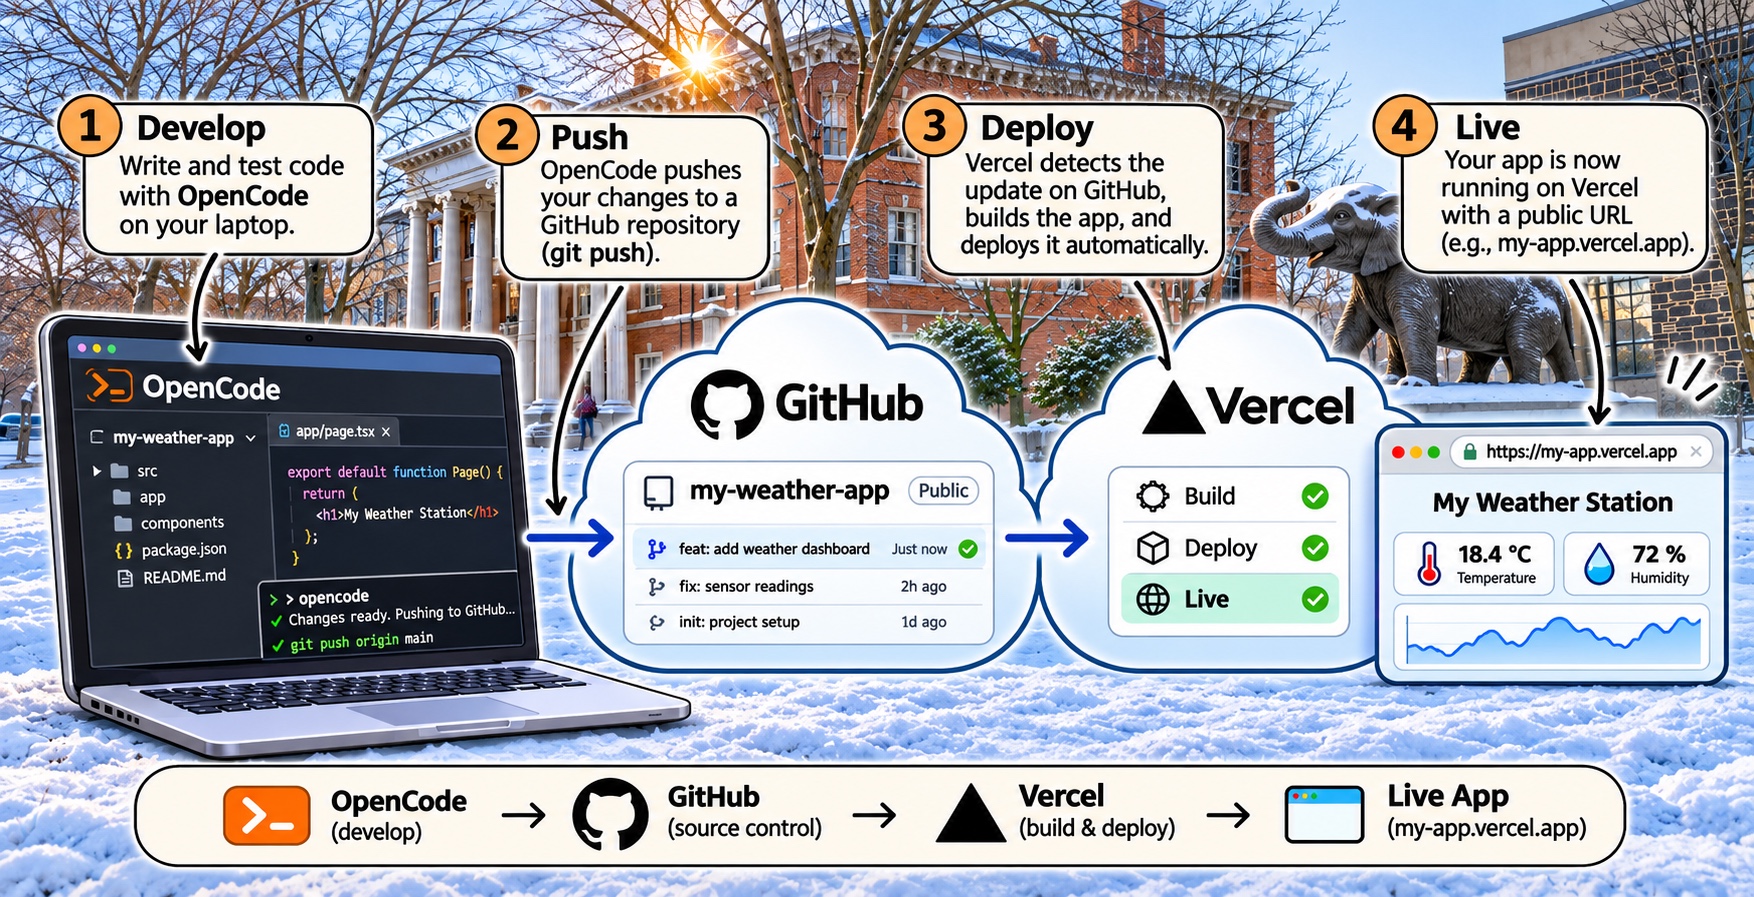 1
Develop
Write and test code
with OpenCode
on your laptop.
2
Push
OpenCode pushes
your changes to a
GitHub repository
(git push).
3
Deploy
Vercel detects the
update on GitHub,
builds the app, and
deploys it automatically.
4
Live
Your app is now
running on Vercel
with a public URL
(e.g., my-app.vercel.app).
OpenCode
my-weather-app
src
app
components
package.json
README.md
app/page.tsx
export default function Page() {
return (
<h1>My Weather Station</h1>
);
}
> > opencode
Changes ready. Pushing to GitHub...
git push origin main
GitHub
my-weather-app Public
feat: add weather dashboard Just now
fix: sensor readings 2h ago
init: project setup 1d ago
Vercel
Build
Deploy
Live
https://my-app.vercel.app
My Weather Station
18.4 °C
Temperature
72 %
Humidity
OpenCode
(develop)
GitHub
(source control)
Vercel
(build & deploy)
Live App
(my-app.vercel.app)